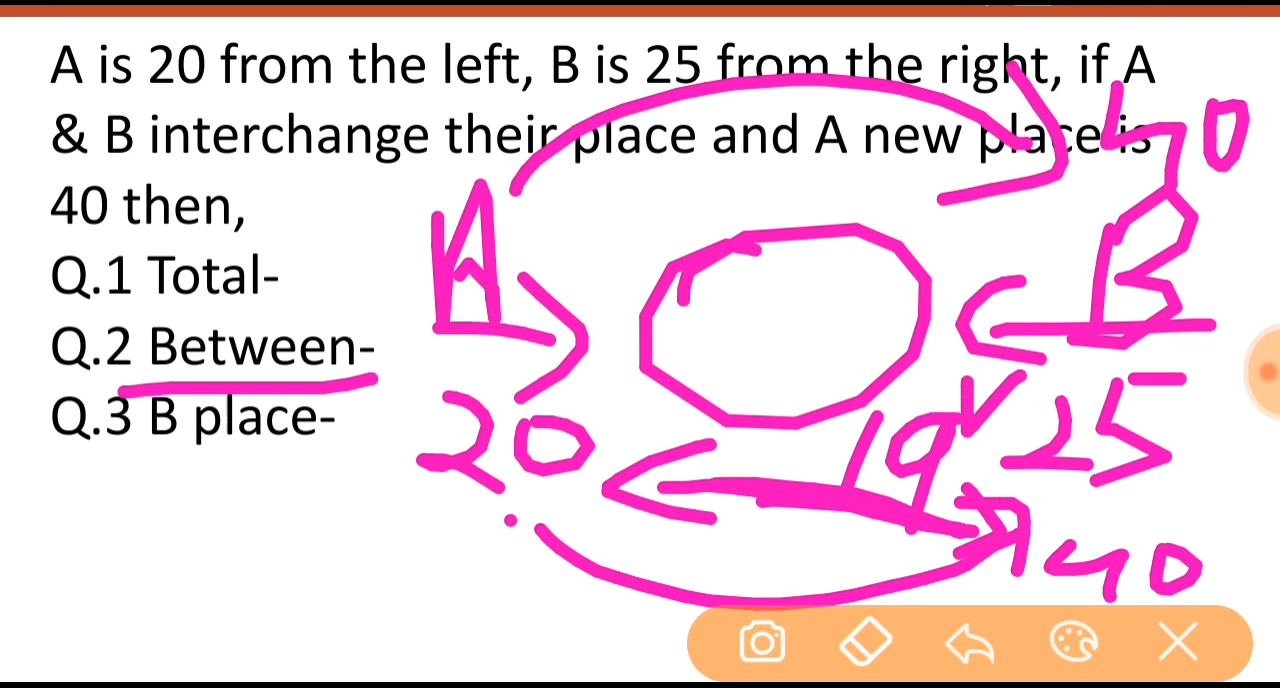 A is 20 from the left, B is 25 from the right, if A
& B interchange their place and A new place is
40 then,
Q.1 Total-
Q.2 Between-
Q.3 B place-
40
A B
20 19 25
40